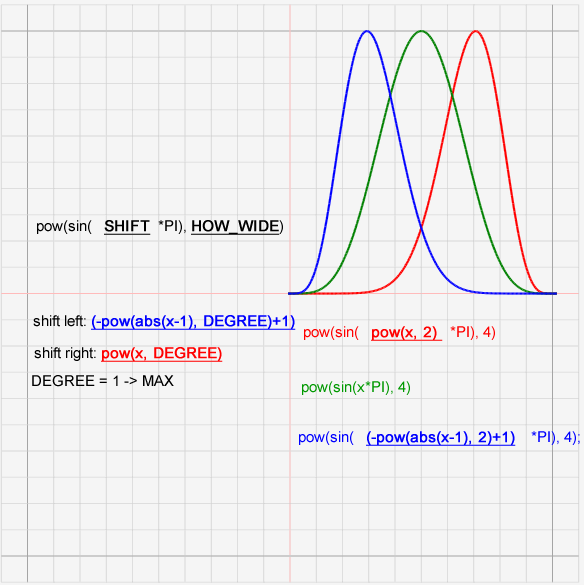 pow(sin( SHIFT *PI), HOW_WIDE)
shift left: (-pow(abs(x-1), DEGREE)+1)
shift right: pow(x, DEGREE)
DEGREE = 1 -> MAX
pow(sin( pow(x, 2) *PI), 4)
pow(sin(x*PI), 4)
pow(sin( (-pow(abs(x-1), 2)+1) *PI), 4);